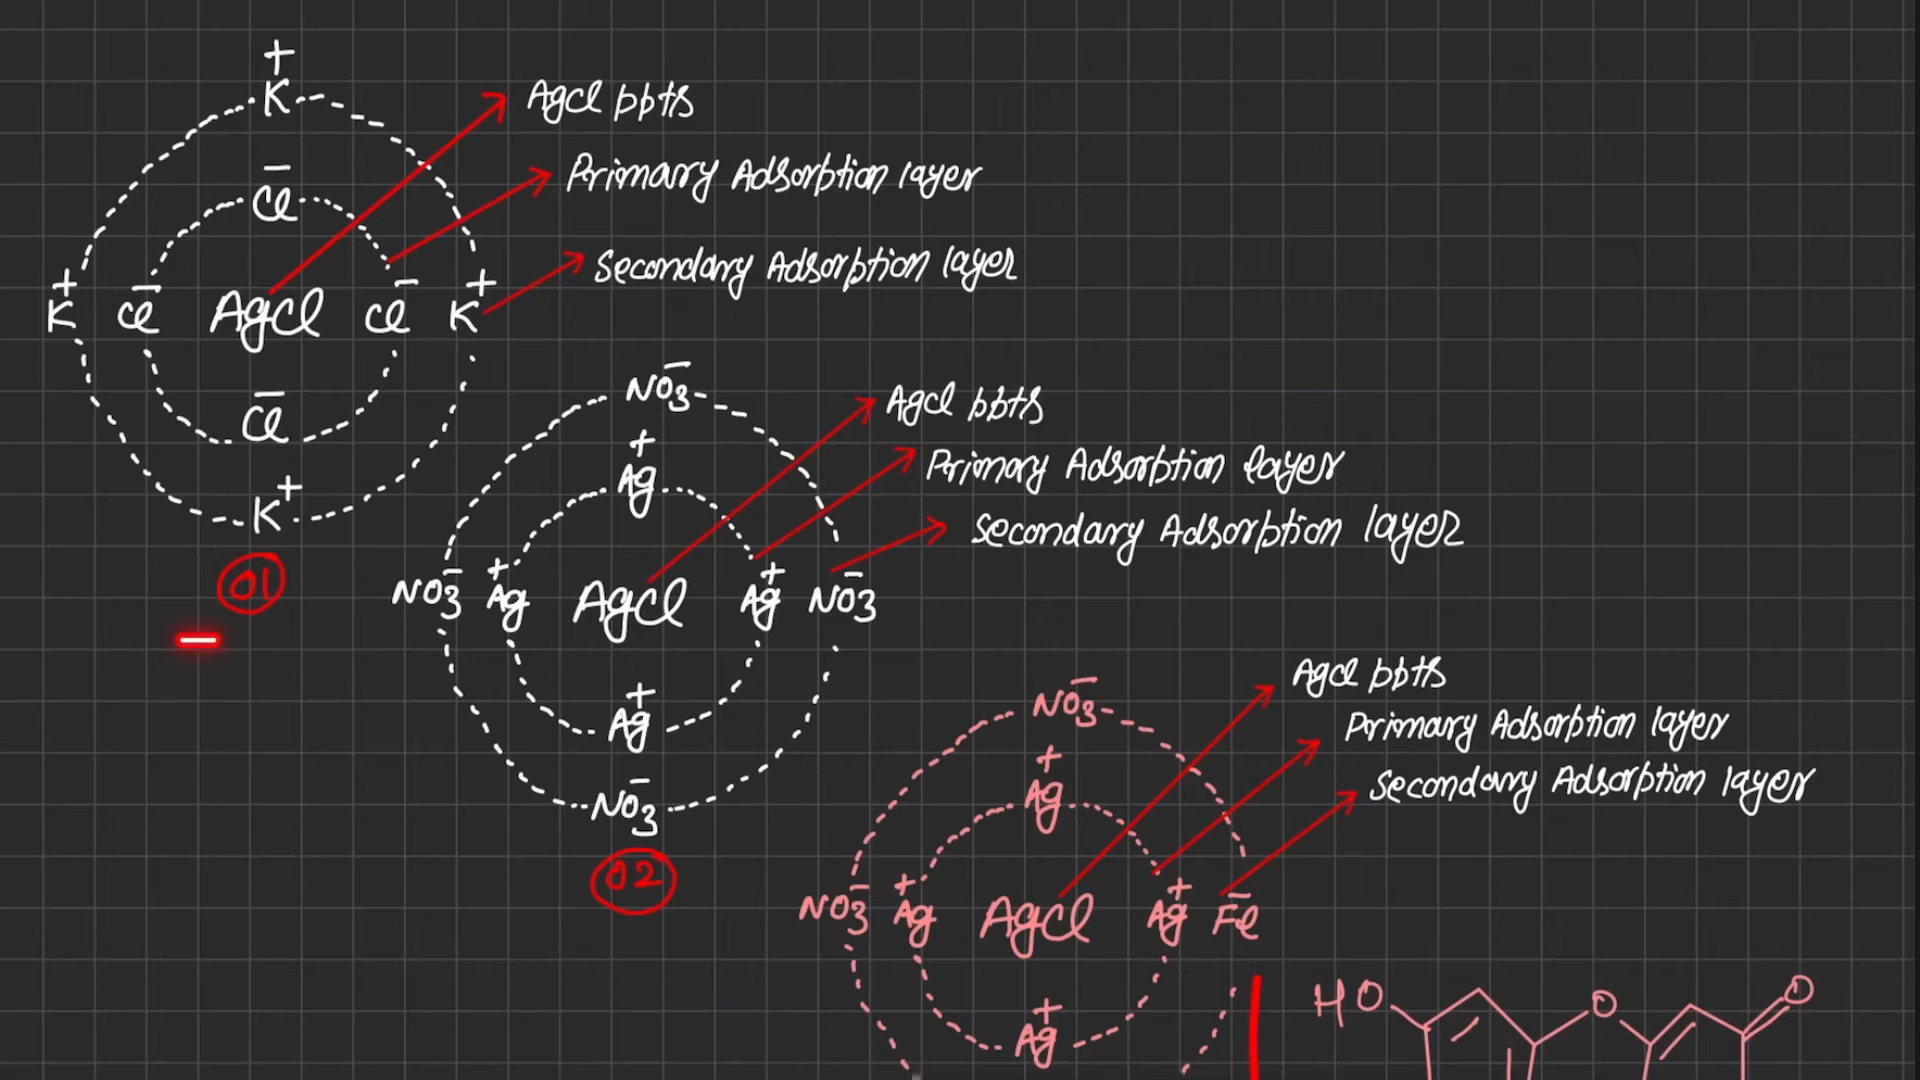 K+
Cl-
K+ Cl- AgCl Cl- K+
Cl-
K+
AgCl ppts
Primary Adsorption layer
Secondary Adsorption layer
01
NO3-
Ag+
NO3- Ag+ AgCl Ag+ NO3-
Ag+
NO3-
AgCl ppts
Primary Adsorption layer
Secondary Adsorption layer
02
NO3-
Ag+
NO3- Ag+ AgCl Ag+ Fl-
Ag+
AgCl ppts
Primary Adsorption layer
Secondary Adsorption layer
HO O O